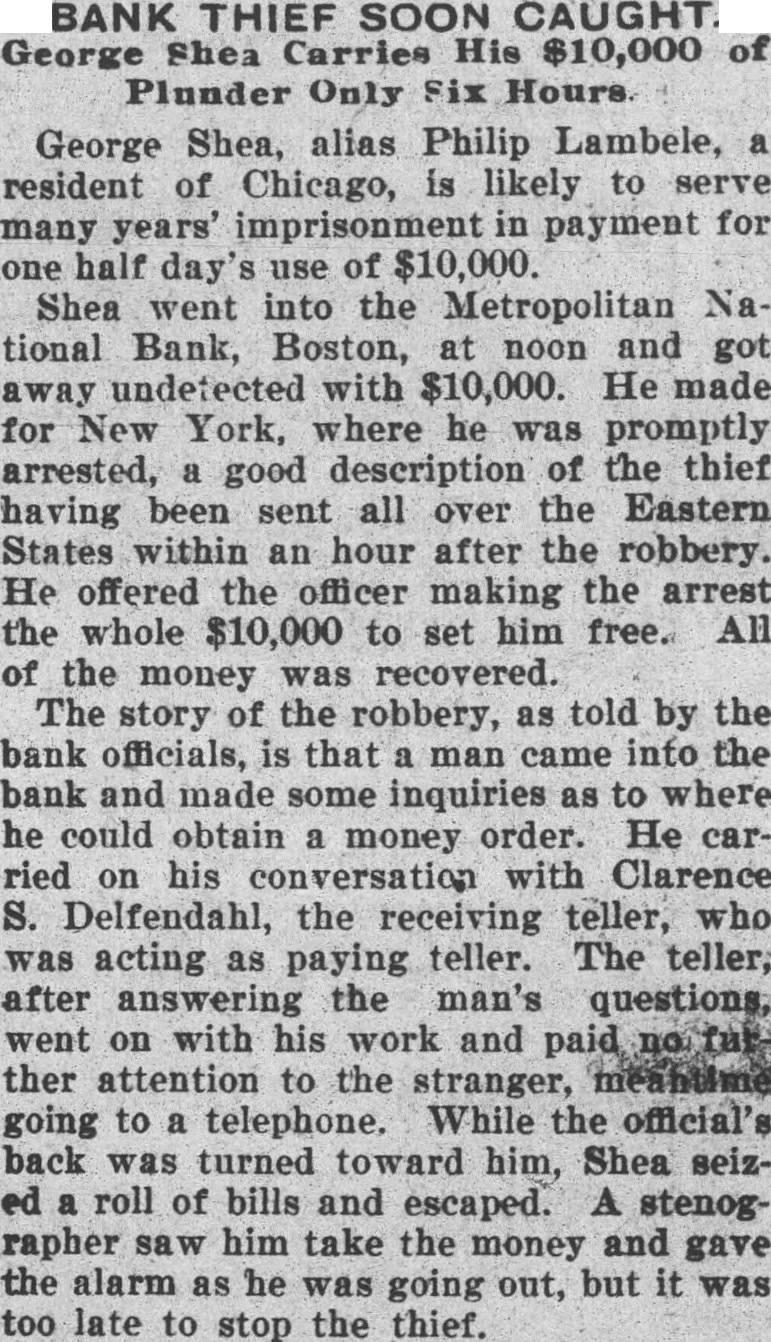 BANK THIEF SOON CAUGHT.
George Shea Carries His $10,000 of
Plunder Only Six Hours.
George Shea, alias Philip Lambele, a
resident of Chicago, is likely to serve
many years' imprisonment in payment for
one half day's use of $10,000.
Shea went into the Metropolitan Na-
tional Bank, Boston, at noon and got
away undetected with $10,000. He made
for New York, where he was promptly
arrested, a good description of the thief
having been sent all over the Eastern
States within an hour after the robbery.
He offered the officer making the arrest
the whole $10,000 to set him free. All
of the money was recovered.
The story of the robbery, as told by the
bank officials, is that a man came into the
bank and made some inquiries as to where
he could obtain a money order. He car-
ried on his conversation with Clarence
S. Delfendahl, the receiving teller, who
was acting as paying teller. The teller,
after answering the man's questions,
went on with his work and paid no fur-
ther attention to the stranger, meantime
going to a telephone. While the official's
back was turned toward him, Shea seiz-
ed a roll of bills and escaped. A stenog-
rapher saw him take the money and gave
the alarm as he was going out, but it was
too late to stop the thief.